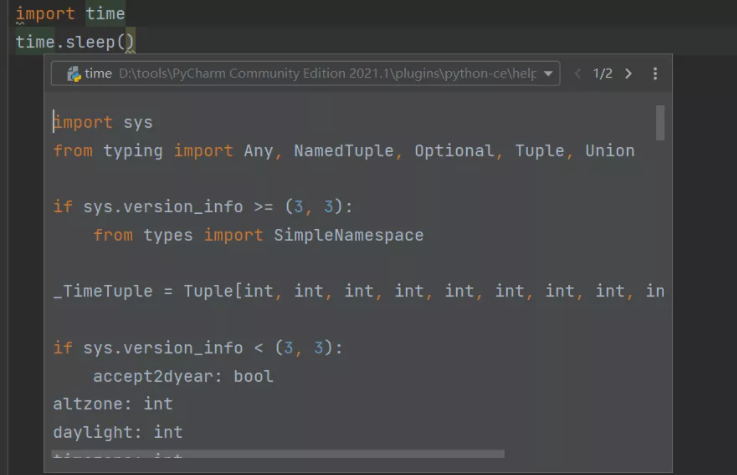 import time
time.sleep()
time D:\tools\PyCharm Community Edition 2021.1\plugins\python-ce\help 1/2
import sys
from typing import Any, NamedTuple, Optional, Tuple, Union
if sys.version_info >= (3, 3):
from types import SimpleNamespace
_TimeTuple = Tuple[int, int, int, int, int, int, int, int, in
if sys.version_info < (3, 3):
accept2dyear: bool
altzone: int
daylight: int